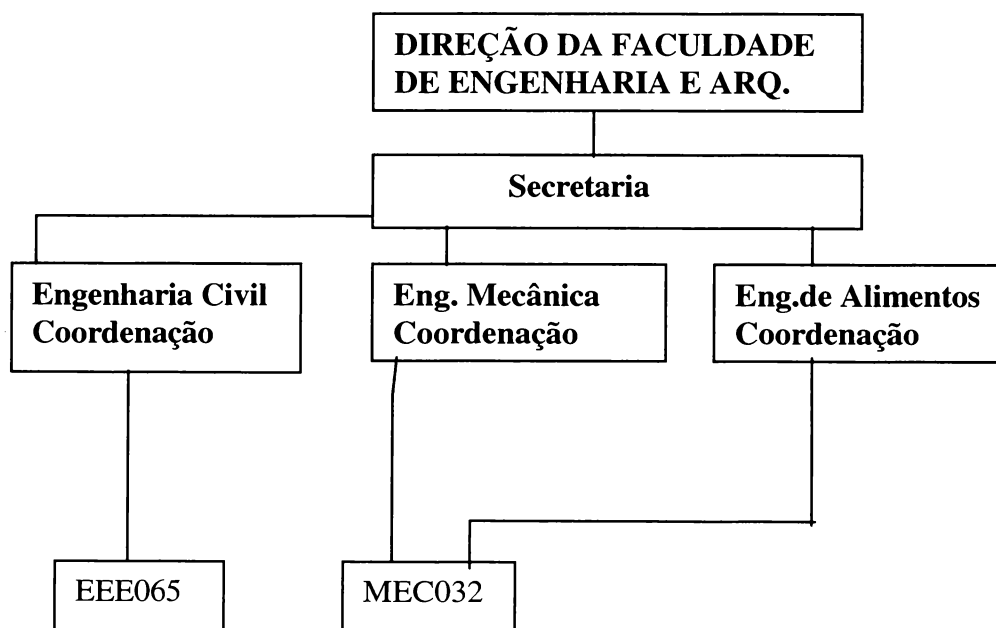 DIREÇÃO DA FACULDADE
DE ENGENHARIA E ARQ.
Secretaria
Engenharia Civil
Coordenação
Eng. Mecânica
Coordenação
Eng.de Alimentos
Coordenação
EEE065
MEC032